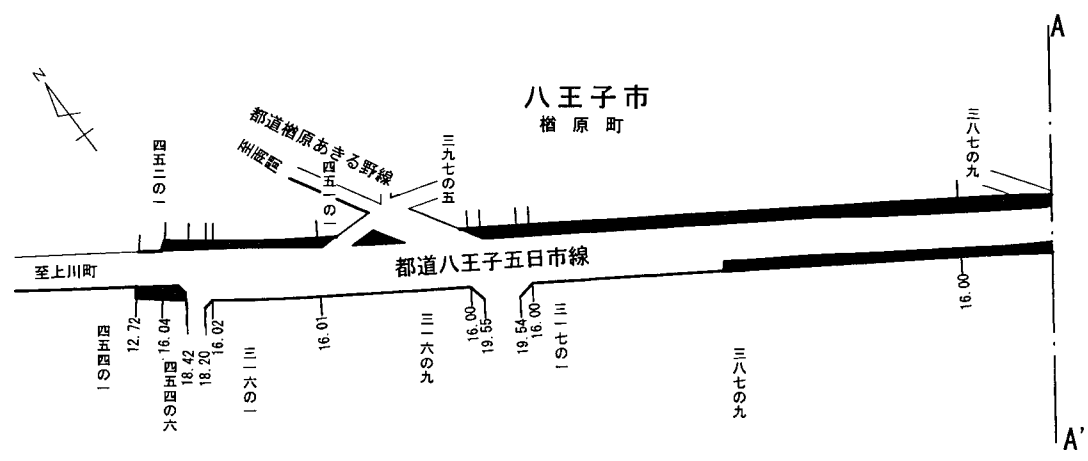 A
N
八王子市
楢原町
都道楢原あきる野線
四五二の一
四五一の一
三九七の五
三八七の九
都道八王子五日市線
至上川町
12.72
16.04
18.42
18.20
16.02
16.01
16.00
19.55
19.54
16.00
16.00
四五四の一
四五四の六
三一六の一
三一六の九
三一七の一
三八七の九
A'